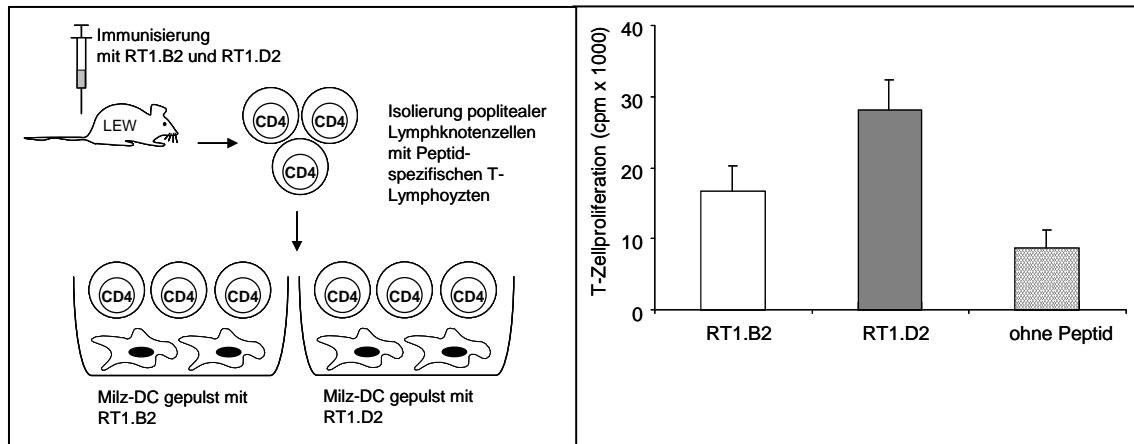 Immunisierung
mit RT1.B2 und RT1.D2
LEW
CD4 CD4
CD4
Isolierung poplitealer
Lymphknotenzellen
mit Peptid-
spezifischen T-
Lymphoyzten
CD4 CD4 CD4
CD4 CD4 CD4
Milz-DC gepulst mit
RT1.B2
Milz-DC gepulst mit
RT1.D2
T-Zellproliferation (cpm x 1000)
40
30
20
10
0
RT1.B2
RT1.D2
ohne Peptid